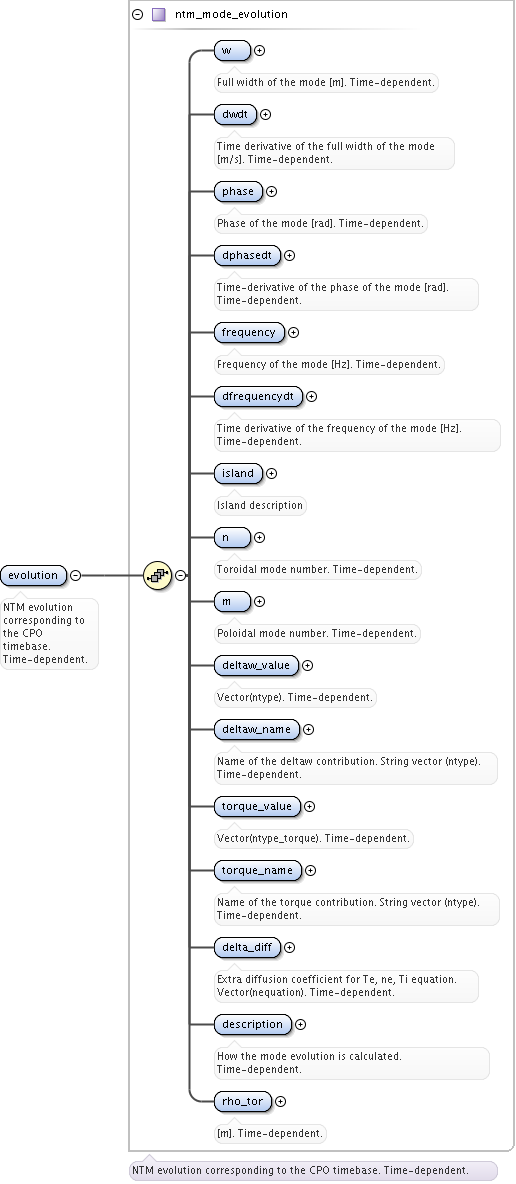 ntm_mode_evolution
w
Full width of the mode [m]. Time-dependent.
dwdt
Time derivative of the full width of the mode
[m/s]. Time-dependent.
phase
Phase of the mode [rad]. Time-dependent.
dphasedt
Time-derivative of the phase of the mode [rad].
Time-dependent.
frequency
Frequency of the mode [Hz]. Time-dependent.
dfrequencydt
Time derivative of the frequency of the mode [Hz].
Time-dependent.
island
Island description
n
Toroidal mode number. Time-dependent.
evolution
NTM evolution
corresponding to
the CPO
timebase.
Time-dependent.
m
Poloidal mode number. Time-dependent.
deltaw_value
Vector(ntype). Time-dependent.
deltaw_name
Name of the deltaw contribution. String vector (ntype).
Time-dependent.
torque_value
Vector(ntype_torque). Time-dependent.
torque_name
Name of the torque contribution. String vector (ntype).
Time-dependent.
delta_diff
Extra diffusion coefficient for Te, ne, Ti equation.
Vector(nequation). Time-dependent.
description
How the mode evolution is calculated.
Time-dependent.
rho_tor
[m]. Time-dependent.
NTM evolution corresponding to the CPO timebase. Time-dependent.